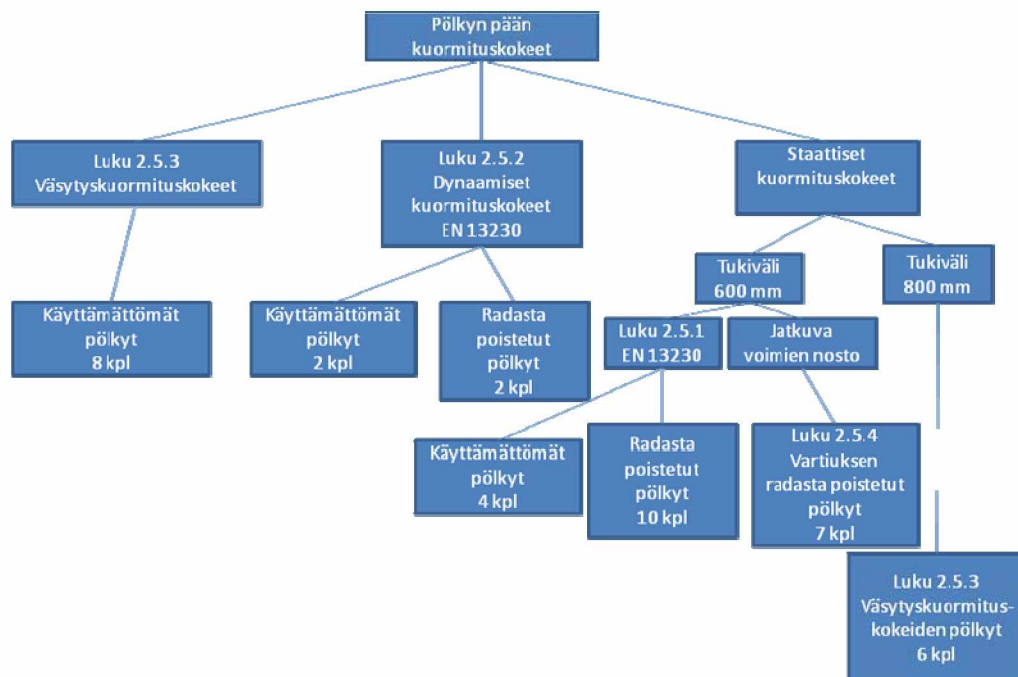 Pölkyn pään
kuormituskokeet
Luku 2.5.3
Väsytyskuormituskokeet
Luku 2.5.2
Dynaamiset
kuormituskokeet
EN 13230
Staattiset
kuormituskokeet
Tukiväli
600 mm
Tukiväli
800 mm
Käyttämättömät
pölkyt
8 kpl
Käyttämättömät
pölkyt
2 kpl
Radasta
poistetut
pölkyt
2 kpl
Luku 2.5.1
EN 13230
Jatkuva
voimien nosto
Käyttämättömät
pölkyt
4 kpl
Radasta
poistetut
pölkyt
10 kpl
Luku 2.5.4
Vartiuksen
radasta poistetut
pölkyt
7 kpl
Luku 2.5.3
Väsytyskuormitus-
kokeiden pölkyt
6 kpl